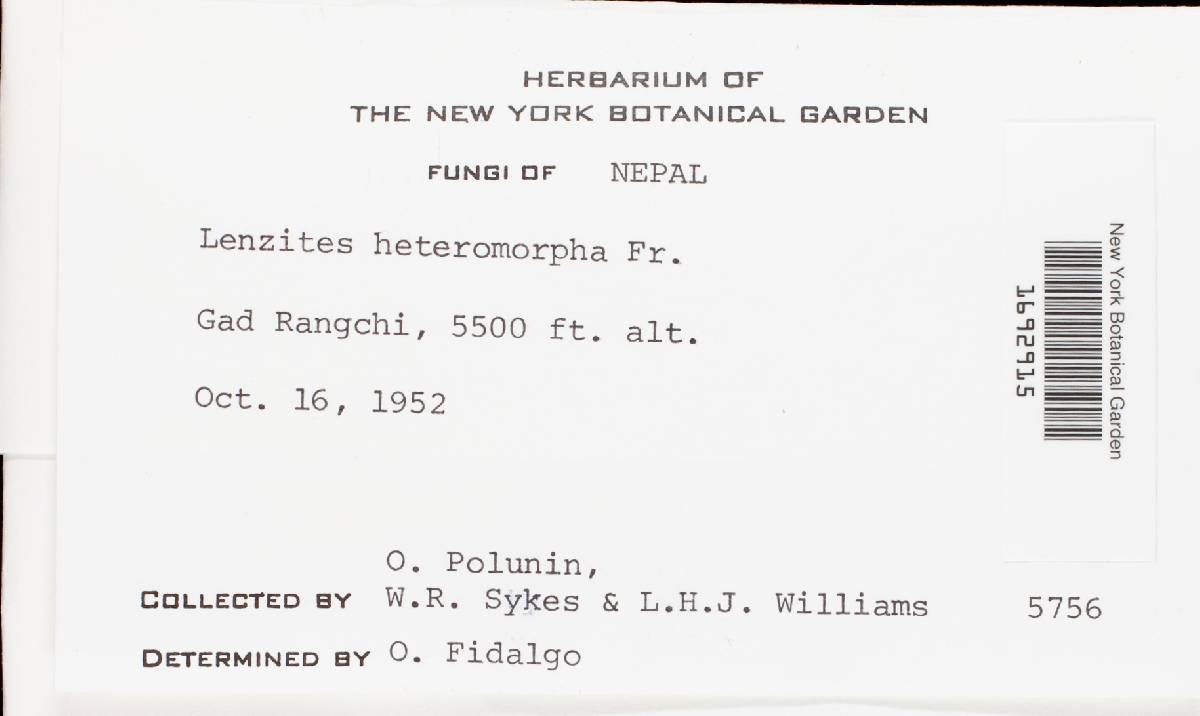 HERBARIUM OF
THE NEW YORK BOTANICAL GARDEN
FUNGI OF NEPAL
Lenzites heteromorpha Fr.
Gad Rangchi, 5500 ft. alt.
Oct. 16, 1952
O. Polunin,
COLLECTED BY W.R. Sykes & L.H.J. Williams 5756
DETERMINED BY O. Fidalgo
New York Botanical Garden
1692915